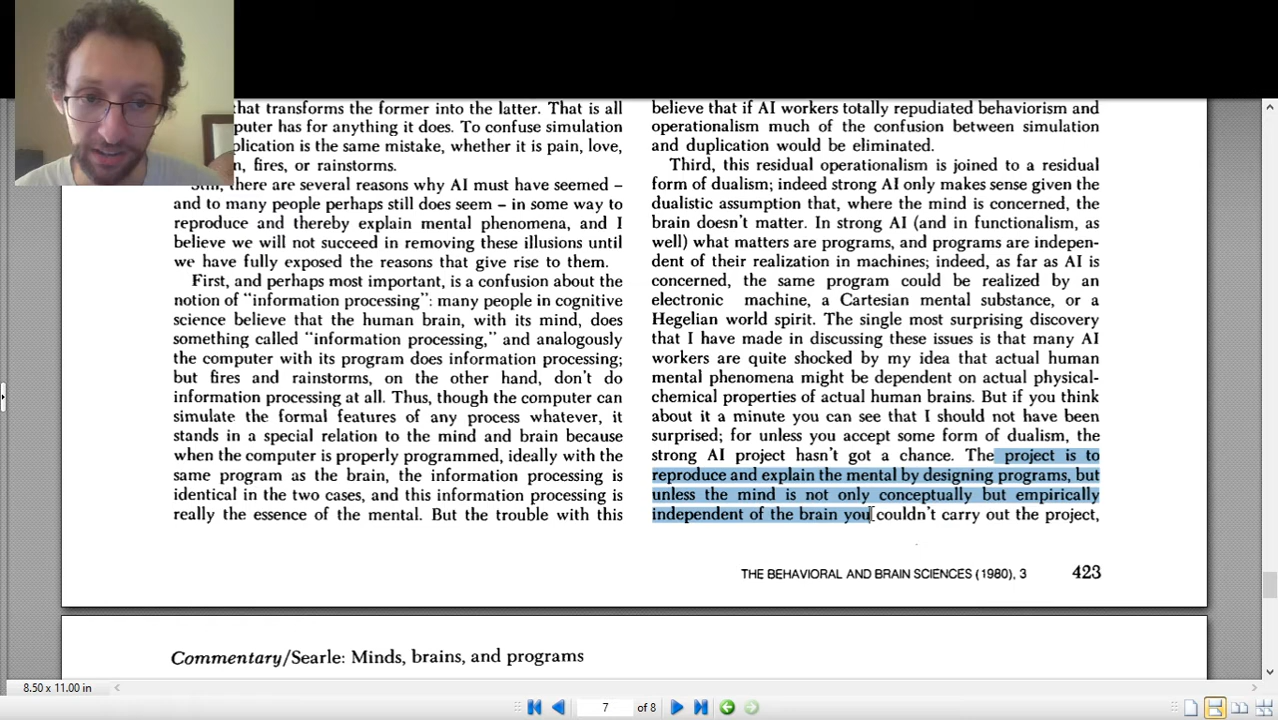 that transforms the former into the latter. That is all
puter has for anything it does. To confuse simulation
plication is the same mistake, whether it is pain, love,
n, fires, or rainstorms.
Still, there are several reasons why AI must have seemed –
and to many people perhaps still does seem – in some way to
reproduce and thereby explain mental phenomena, and I
believe we will not succeed in removing these illusions until
we have fully exposed the reasons that give rise to them.
First, and perhaps most important, is a confusion about the
notion of "information processing": many people in cognitive
science believe that the human brain, with its mind, does
something called "information processing," and analogously
the computer with its program does information processing;
but fires and rainstorms, on the other hand, don't do
information processing at all. Thus, though the computer can
simulate the formal features of any process whatever, it
stands in a special relation to the mind and brain because
when the computer is properly programmed, ideally with the
same program as the brain, the information processing is
identical in the two cases, and this information processing is
really the essence of the mental. But the trouble with this
believe that if AI workers totally repudiated behaviorism and
operationalism much of the confusion between simulation
and duplication would be eliminated.
Third, this residual operationalism is joined to a residual
form of dualism; indeed strong AI only makes sense given the
dualistic assumption that, where the mind is concerned, the
brain doesn't matter. In strong AI (and in functionalism, as
well) what matters are programs, and programs are indepen-
dent of their realization in machines; indeed, as far as AI is
concerned, the same program could be realized by an
electronic machine, a Cartesian mental substance, or a
Hegelian world spirit. The single most surprising discovery
that I have made in discussing these issues is that many AI
workers are quite shocked by my idea that actual human
mental phenomena might be dependent on actual physical-
chemical properties of actual human brains. But if you think
about it a minute you can see that I should not have been
surprised; for unless you accept some form of dualism, the
strong AI project hasn't got a chance. The project is to
reproduce and explain the mental by designing programs, but
unless the mind is not only conceptually but empirically
independent of the brain you couldn't carry out the project,
THE BEHAVIORAL AND BRAIN SCIENCES (1980), 3 423
Commentary/Searle: Minds, brains, and programs
8.50 x 11.00 in
7 of 8